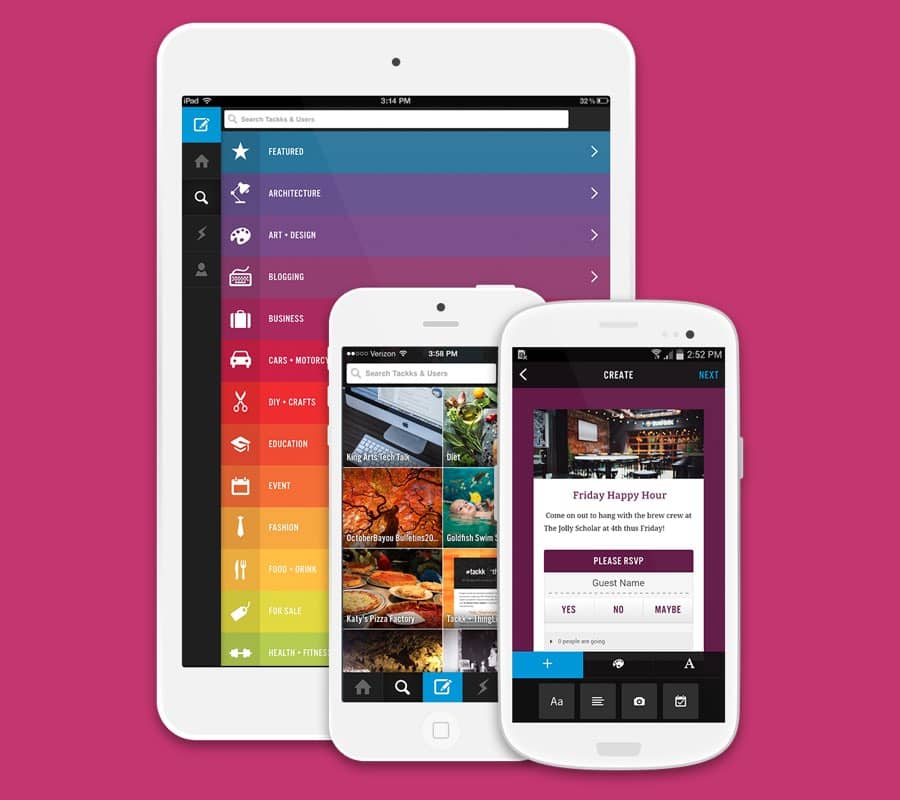 iPad
3:14 PM
32 %
Search Tackks & Users
FEATURED
ARCHITECTURE
ART + DESIGN
BLOGGING
BUSINESS
CARS + MOTORCY
DIY + CRAFTS
EDUCATION
EVENT
FASHION
FOOD + DRINK
FOR SALE
HEALTH + FITNES
Verizon
3:58 PM
Search Tackks & Users
King Arts Tech Talk
Diet
OctoberBayou Bulletins20...
Goldfish Swim S
Katy's Pizza Factory
Tackk + ThingL
2:52 PM
CREATE
NEXT
Friday Happy Hour
Come on out to hang with the brew crew at
The Jolly Scholar at 4th thus Friday!
PLEASE RSVP
Guest Name
YES
NO
MAYBE
0 people are going
+
A
Aa